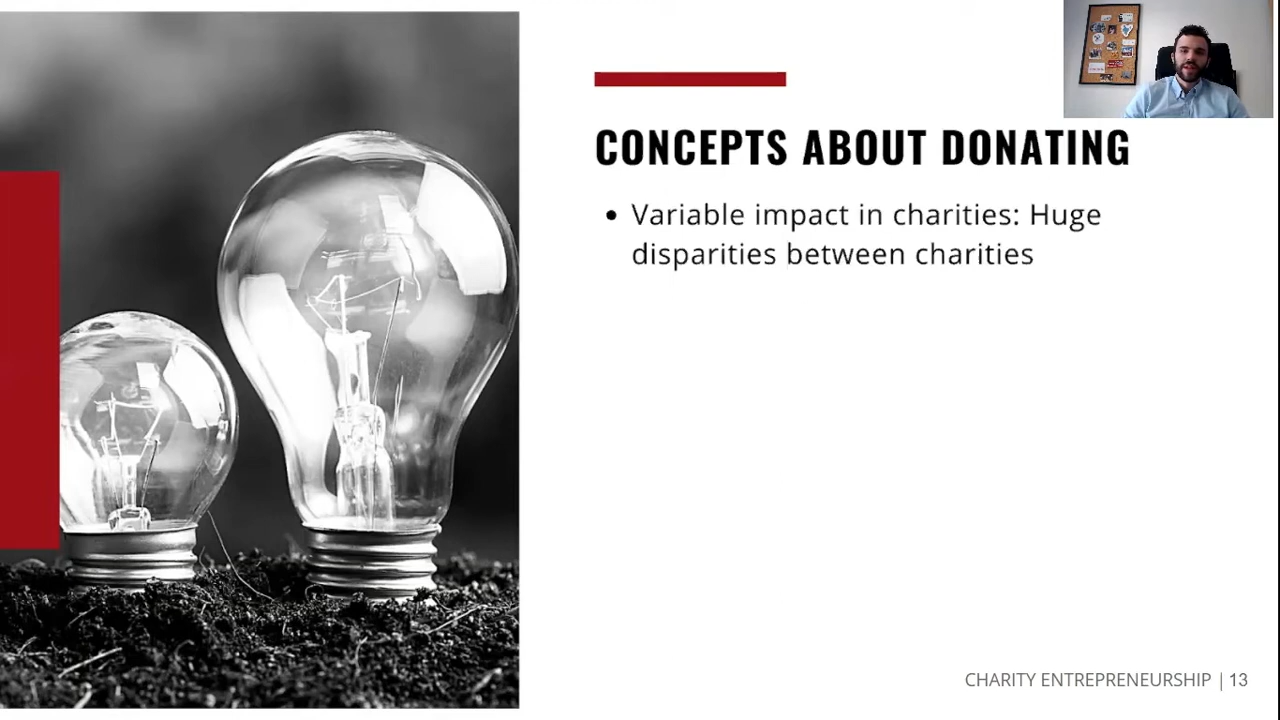 CONCEPTS ABOUT DONATING
• Variable impact in charities: Huge
disparities between charities
CHARITY ENTREPRENEURSHIP | 13